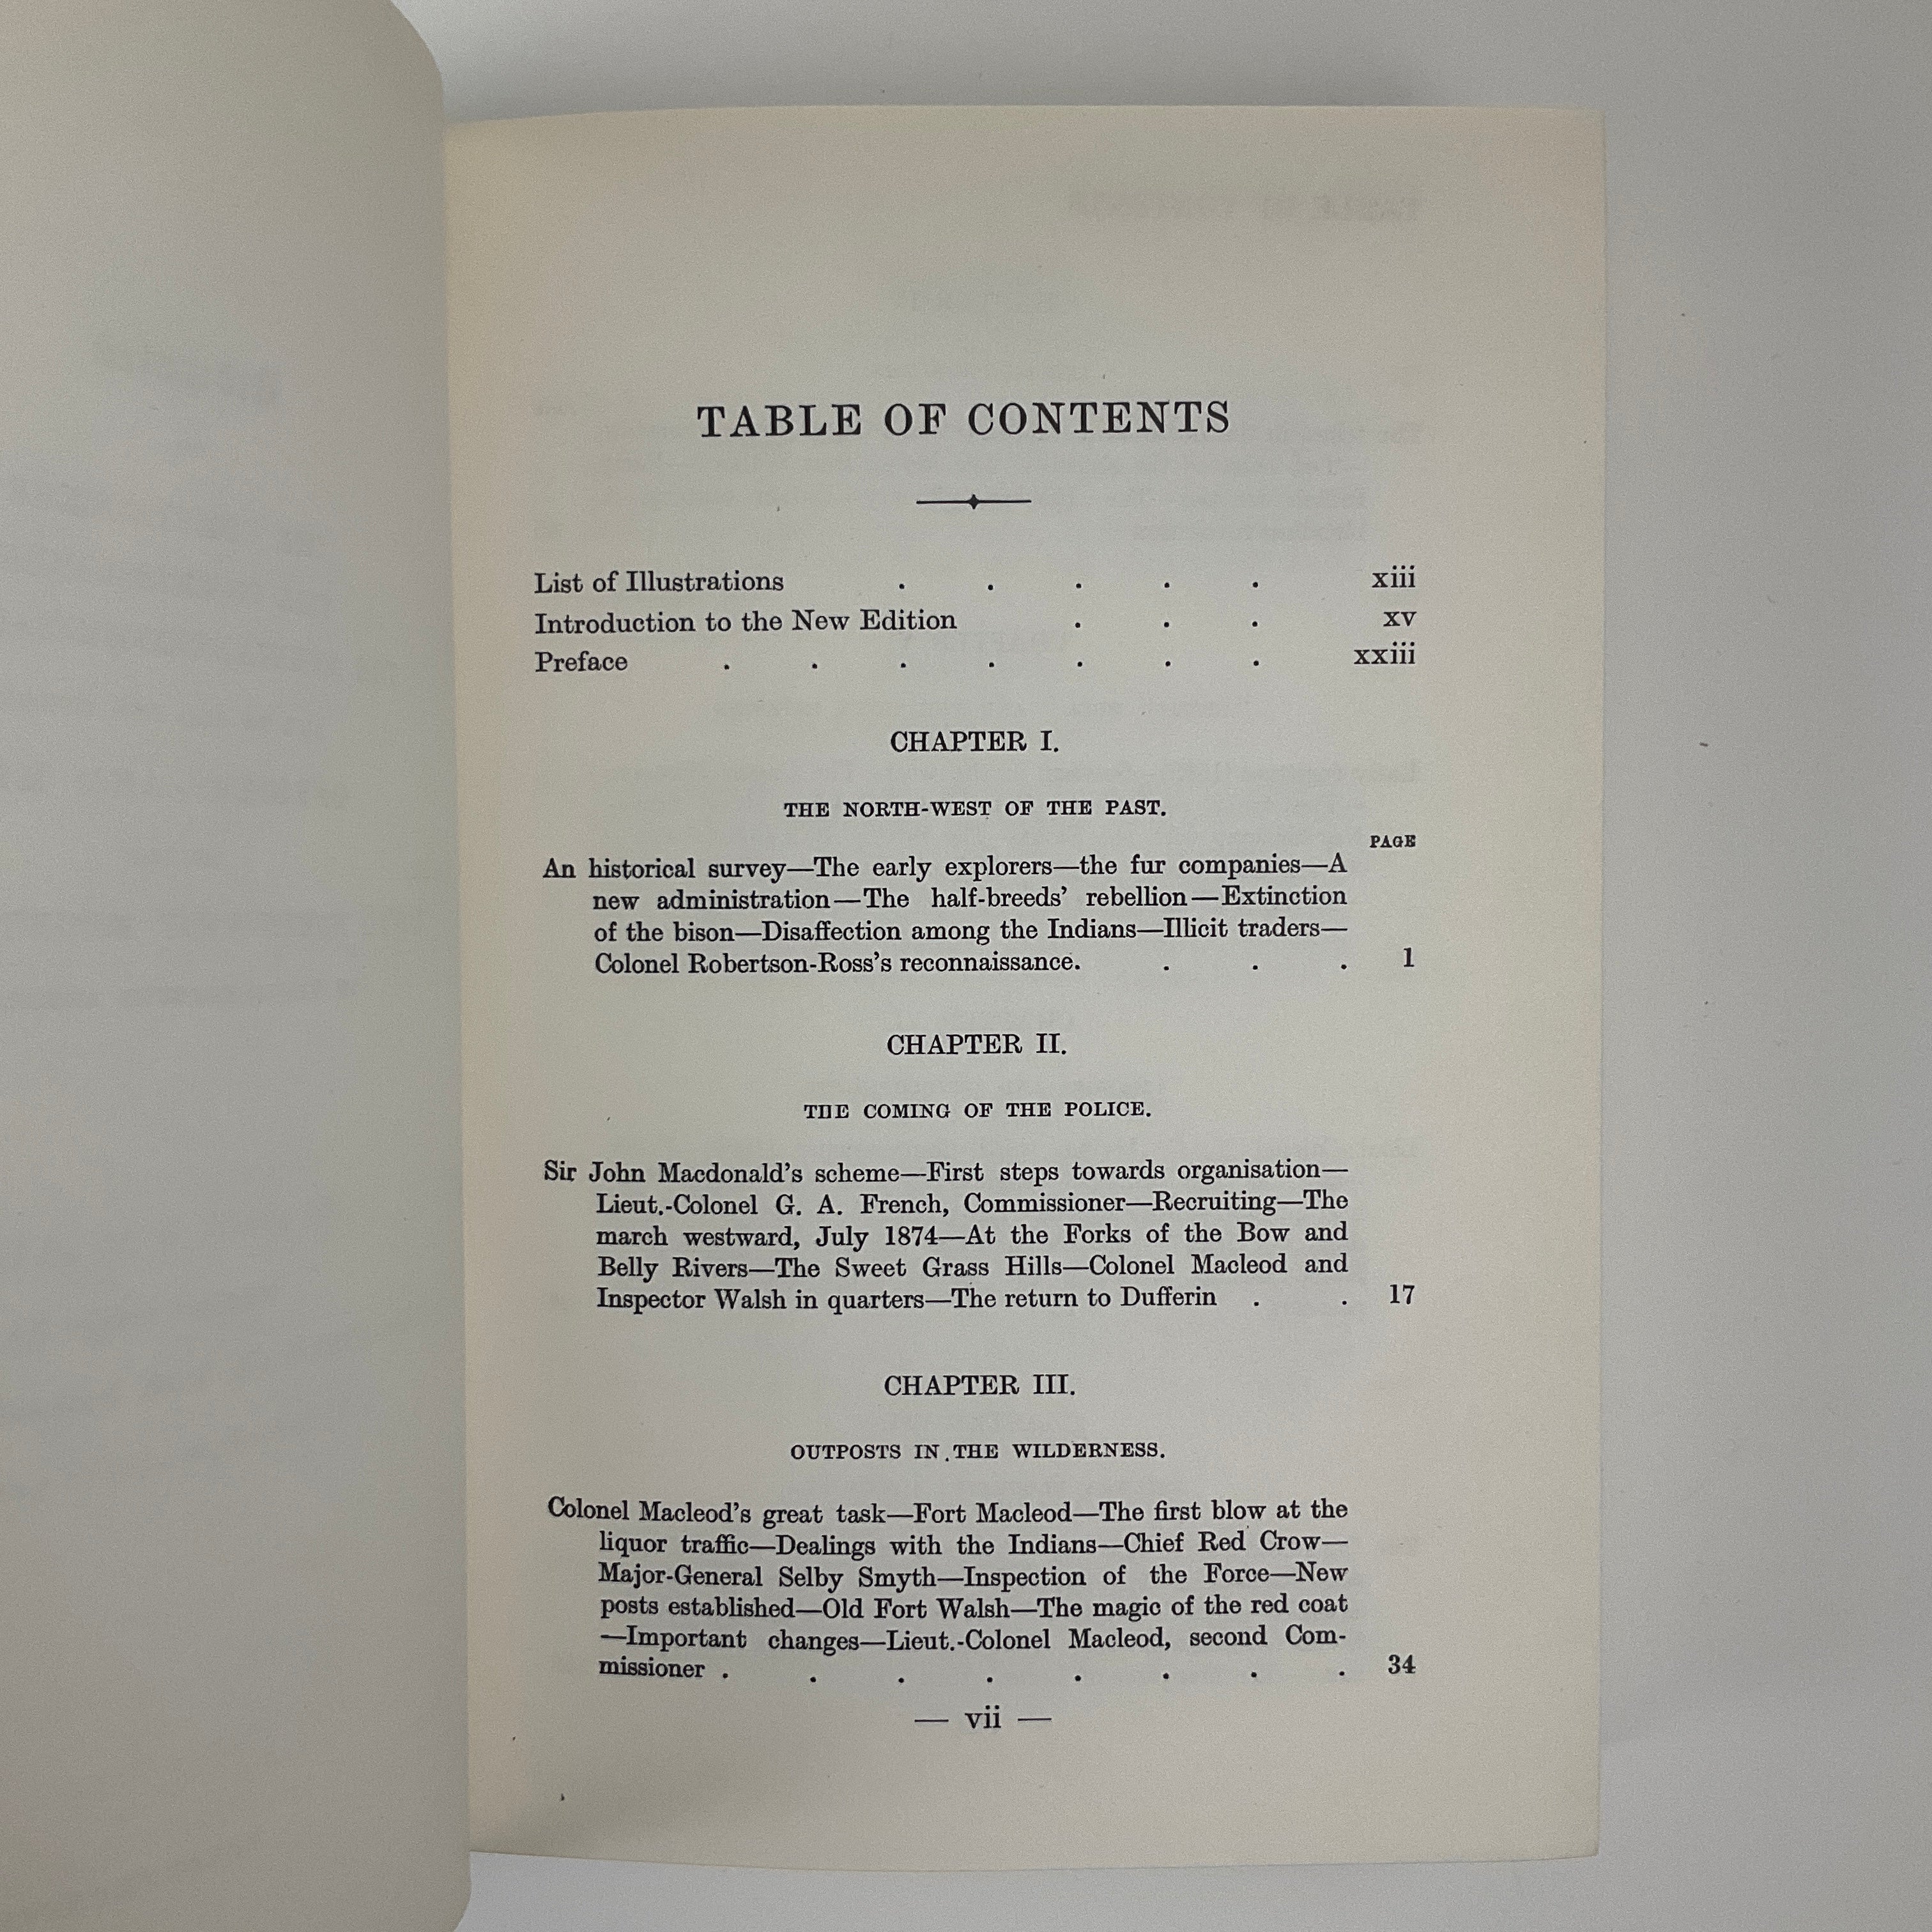 TABLE OF CONTENTS
List of Illustrations . . . . . xiii
Introduction to the New Edition . . . xv
Preface . . . . . . . xxiii
CHAPTER I.
THE NORTH-WEST OF THE PAST.
PAGE
An historical survey—The early explorers—the fur companies—A
new administration—The half-breeds' rebellion—Extinction
of the bison—Disaffection among the Indians—Illicit traders—
Colonel Robertson-Ross's reconnaissance. . . . 1
CHAPTER II.
THE COMING OF THE POLICE.
Sir John Macdonald's scheme—First steps towards organisation—
Lieut.-Colonel G. A. French, Commissioner—Recruiting—The
march westward, July 1874—At the Forks of the Bow and
Belly Rivers—The Sweet Grass Hills—Colonel Macleod and
Inspector Walsh in quarters—The return to Dufferin . . 17
CHAPTER III.
OUTPOSTS IN THE WILDERNESS.
Colonel Macleod's great task—Fort Macleod—The first blow at the
liquor traffic—Dealings with the Indians—Chief Red Crow—
Major-General Selby Smyth—Inspection of the Force—New
posts established—Old Fort Walsh—The magic of the red coat
—Important changes—Lieut.-Colonel Macleod, second Com-
missioner . . . . . . . . 34
— vii —